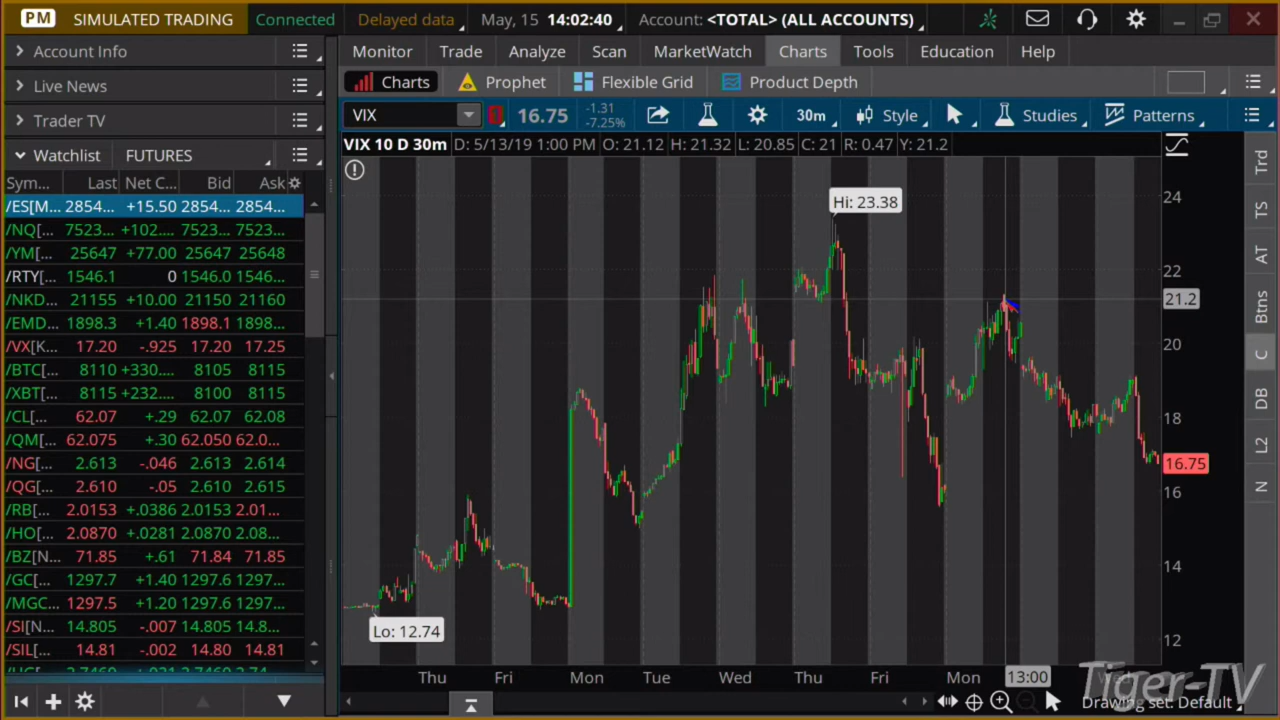 PM SIMULATED TRADING Connected Delayed data May, 15 14:02:40 Account: <TOTAL> (ALL ACCOUNTS)
Account Info
Live News
Trader TV
Watchlist FUTURES
Sym... Last Net C... Bid Ask
/ES[M... 2854... +15.50 2854... 2854...
/NQ[... 7523... +102.... 7523... 7523...
/YM[... 25647 +77.00 25647 25648
/RTY[... 1546.1 0 1546.0 1546...
/NKD[... 21155 +10.00 21150 21160
/EMD... 1898.3 +1.40 1898.1 1898...
/VX[K... 17.20 -.925 17.20 17.25
/BTC[... 8110 +330.... 8105 8115
/XBT[... 8115 +232.... 8100 8115
/CL[... 62.07 +.29 62.07 62.08
/QM[... 62.075 +.30 62.050 62.0...
/NG[... 2.613 -.046 2.613 2.614
/QG[... 2.610 -.05 2.610 2.615
/RB[... 2.0153 +.0386 2.0153 2.01...
/HO[... 2.0870 +.0281 2.0870 2.08...
/BZ[N... 71.85 +.61 71.84 71.85
/GC[... 1297.7 +1.40 1297.6 1297...
/MGC... 1297.5 +1.20 1297.6 1297...
/SI[N... 14.805 -.007 14.805 14.8...
/SIL[... 14.81 -.002 14.80 14.81
Monitor Trade Analyze Scan MarketWatch Charts Tools Education Help
Charts Prophet Flexible Grid Product Depth
VIX 16.75 -1.31 -7.25% 30m Style Studies Patterns
VIX 10 D 30m D: 5/13/19 1:00 PM O: 21.12 H: 21.32 L: 20.85 C: 21 R: 0.47 Y: 21.2
24
Hi: 23.38
22
21.2
20
18
16.75
16
14
Lo: 12.74
12
Thu Fri Mon Tue Wed Thu Fri Mon 13:00
Tiger-TV
Drawing set: Default
Trd
TS
AT
Btns
C
DB
L2
N